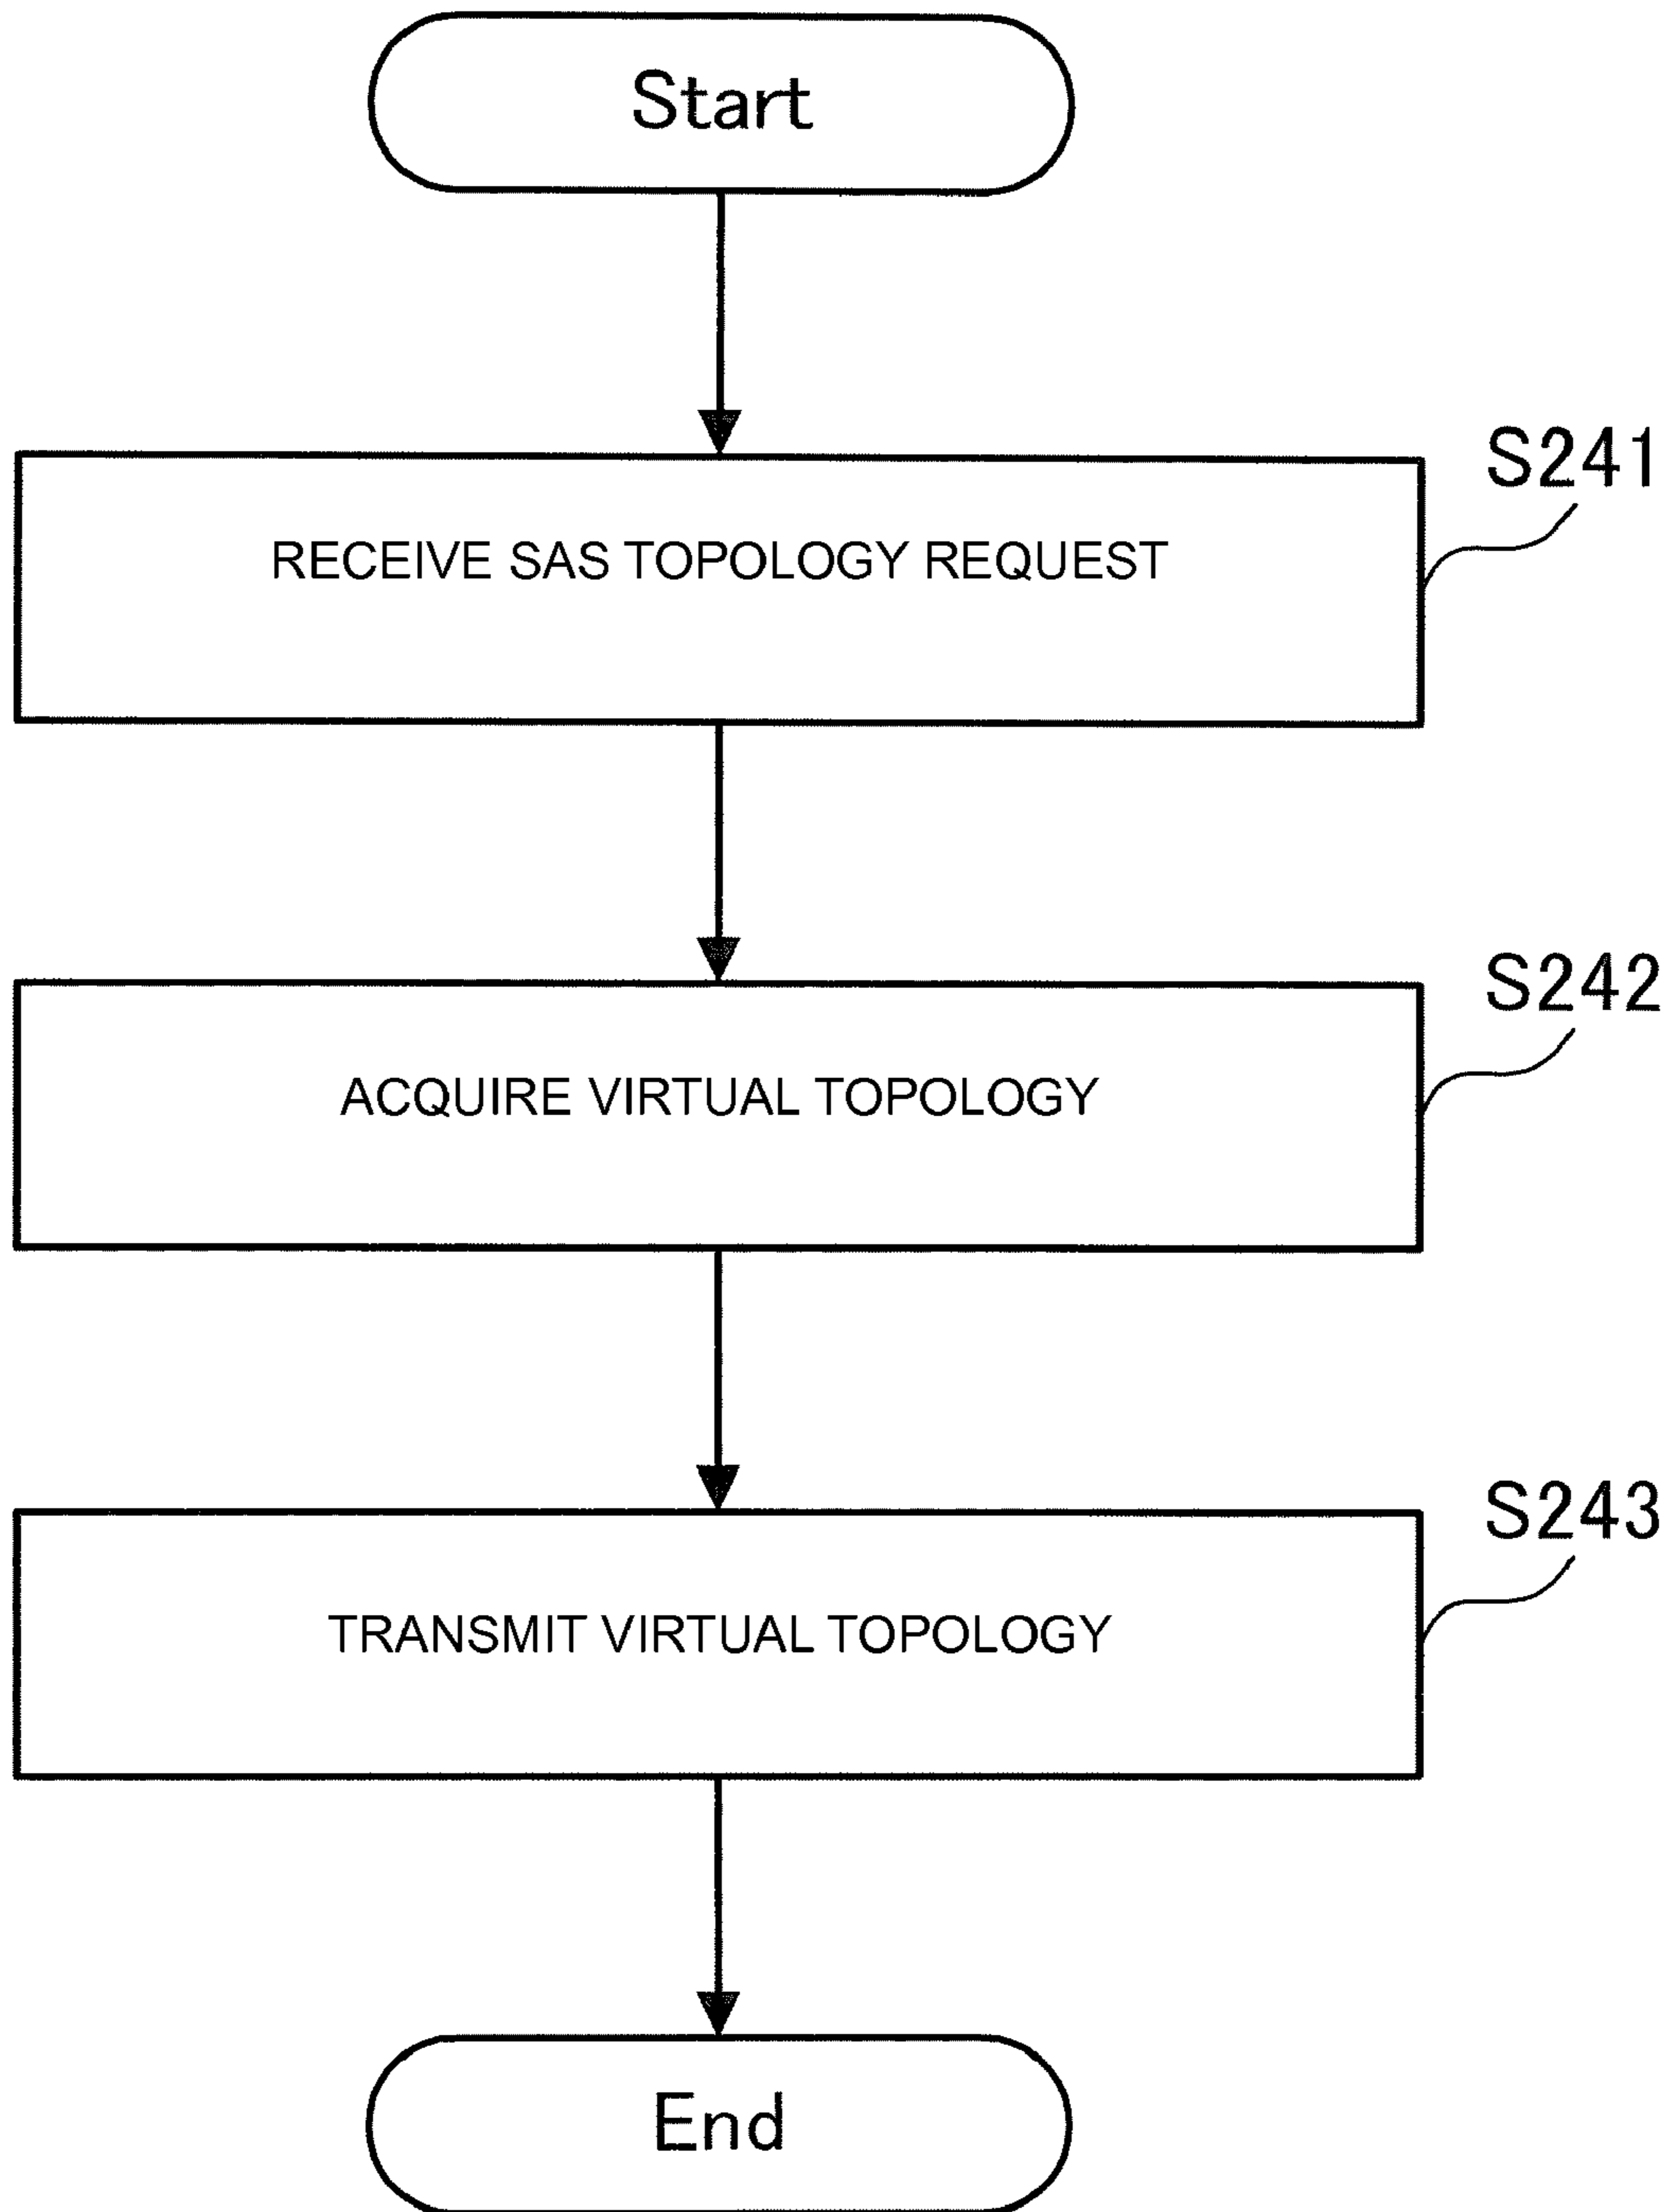 Start
S241
RECEIVE SAS TOPOLOGY REQUEST
S242
ACQUIRE VIRTUAL TOPOLOGY
S243
TRANSMIT VIRTUAL TOPOLOGY
End